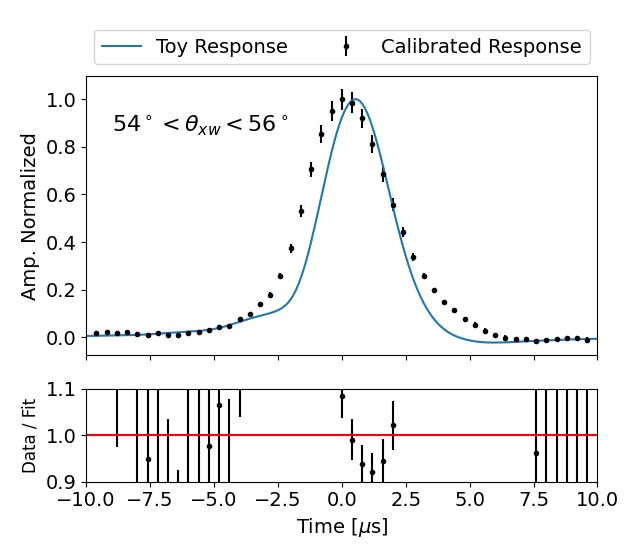 Toy Response
Calibrated Response
54° < θxw < 56°
Amp. Normalized
1.0
0.8
0.6
0.4
0.2
0.0
Data / Fit
1.1
1.0
0.9
−10.0 −7.5 −5.0 −2.5 0.0 2.5 5.0 7.5 10.0
Time [μs]